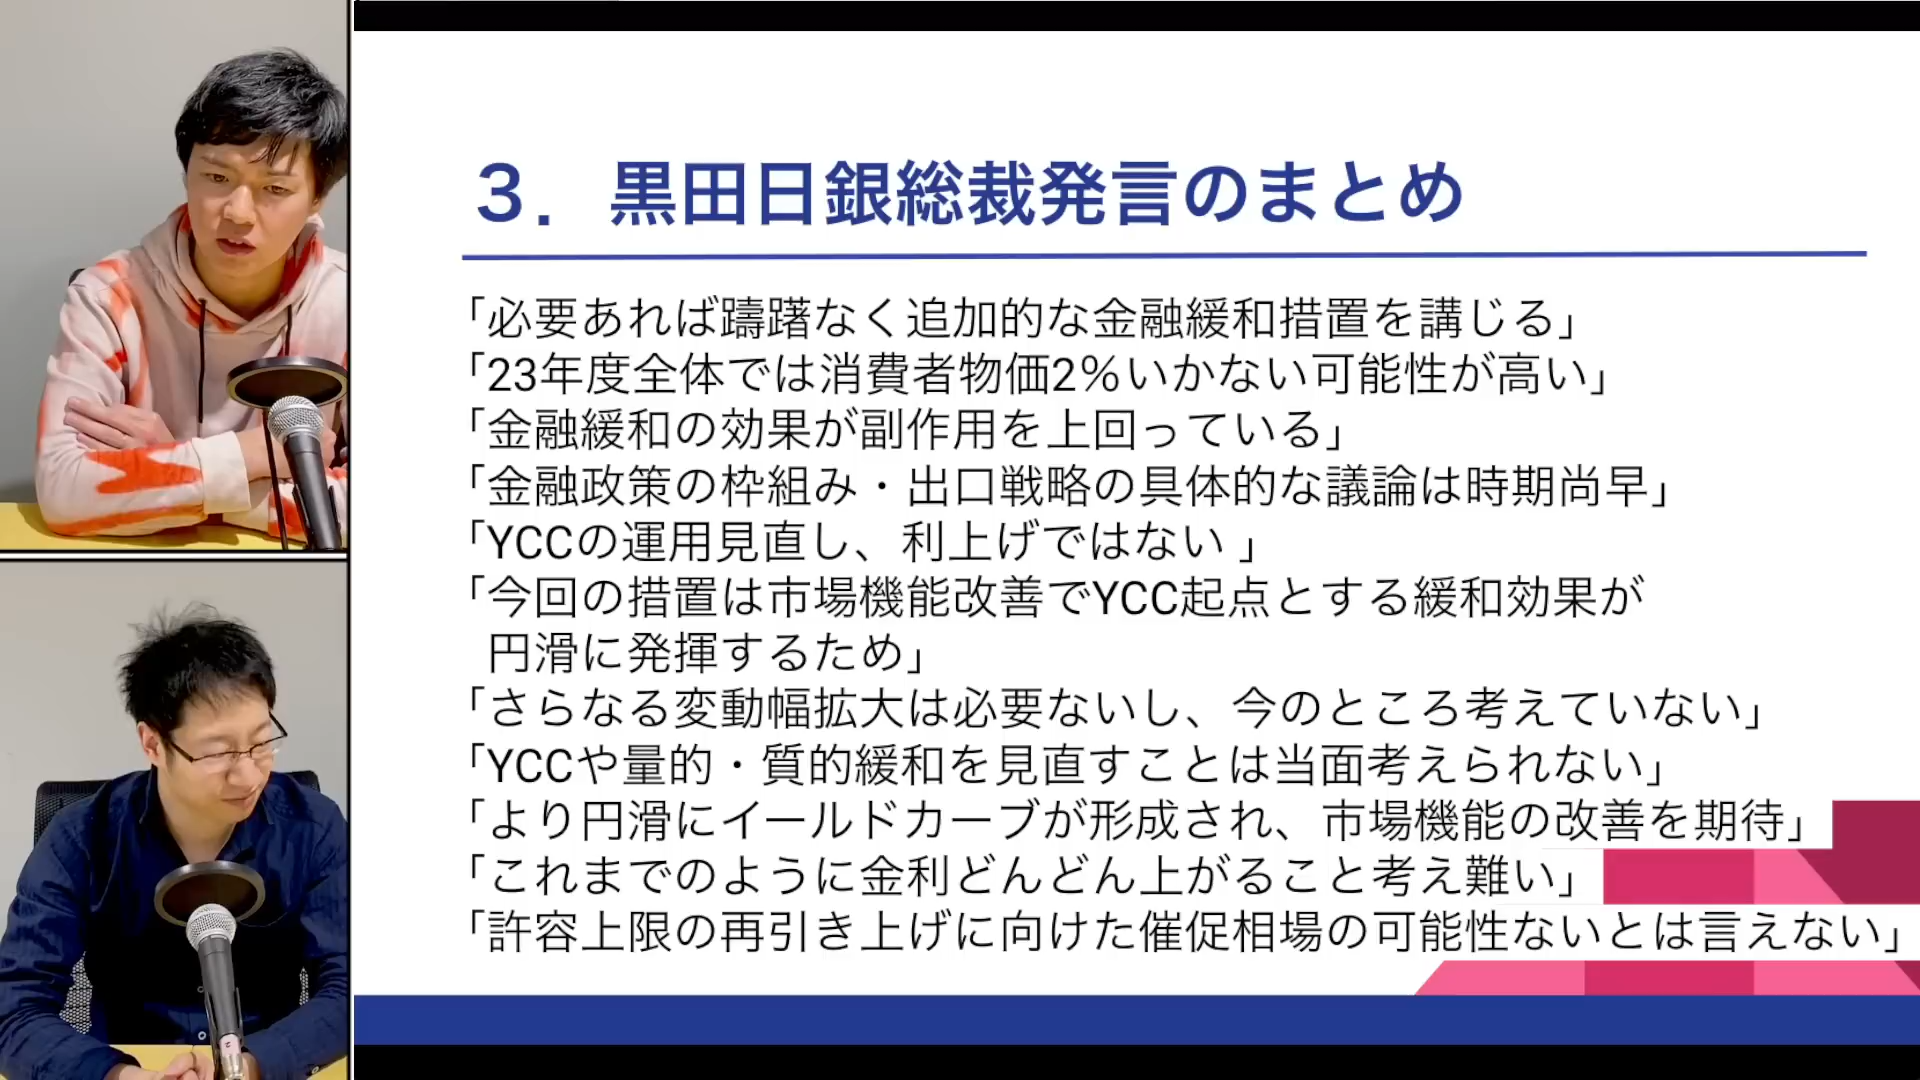 ３．黒田日銀総裁発言のまとめ
「必要あれば躊躇なく追加的な金融緩和措置を講じる」
「23年度全体では消費者物価2％いかない可能性が高い」
「金融緩和の効果が副作用を上回っている」
「金融政策の枠組み・出口戦略の具体的な議論は時期尚早」
「YCCの運用見直し、利上げではない 」
「今回の措置は市場機能改善でYCC起点とする緩和効果が
円滑に発揮するため」
「さらなる変動幅拡大は必要ないし、今のところ考えていない」
「YCCや量的・質的緩和を見直すことは当面考えられない」
「より円滑にイールドカーブが形成され、市場機能の改善を期待」
「これまでのように金利どんどん上がること考え難い」
「許容上限の再引き上げに向けた催促相場の可能性ないとは言えない」